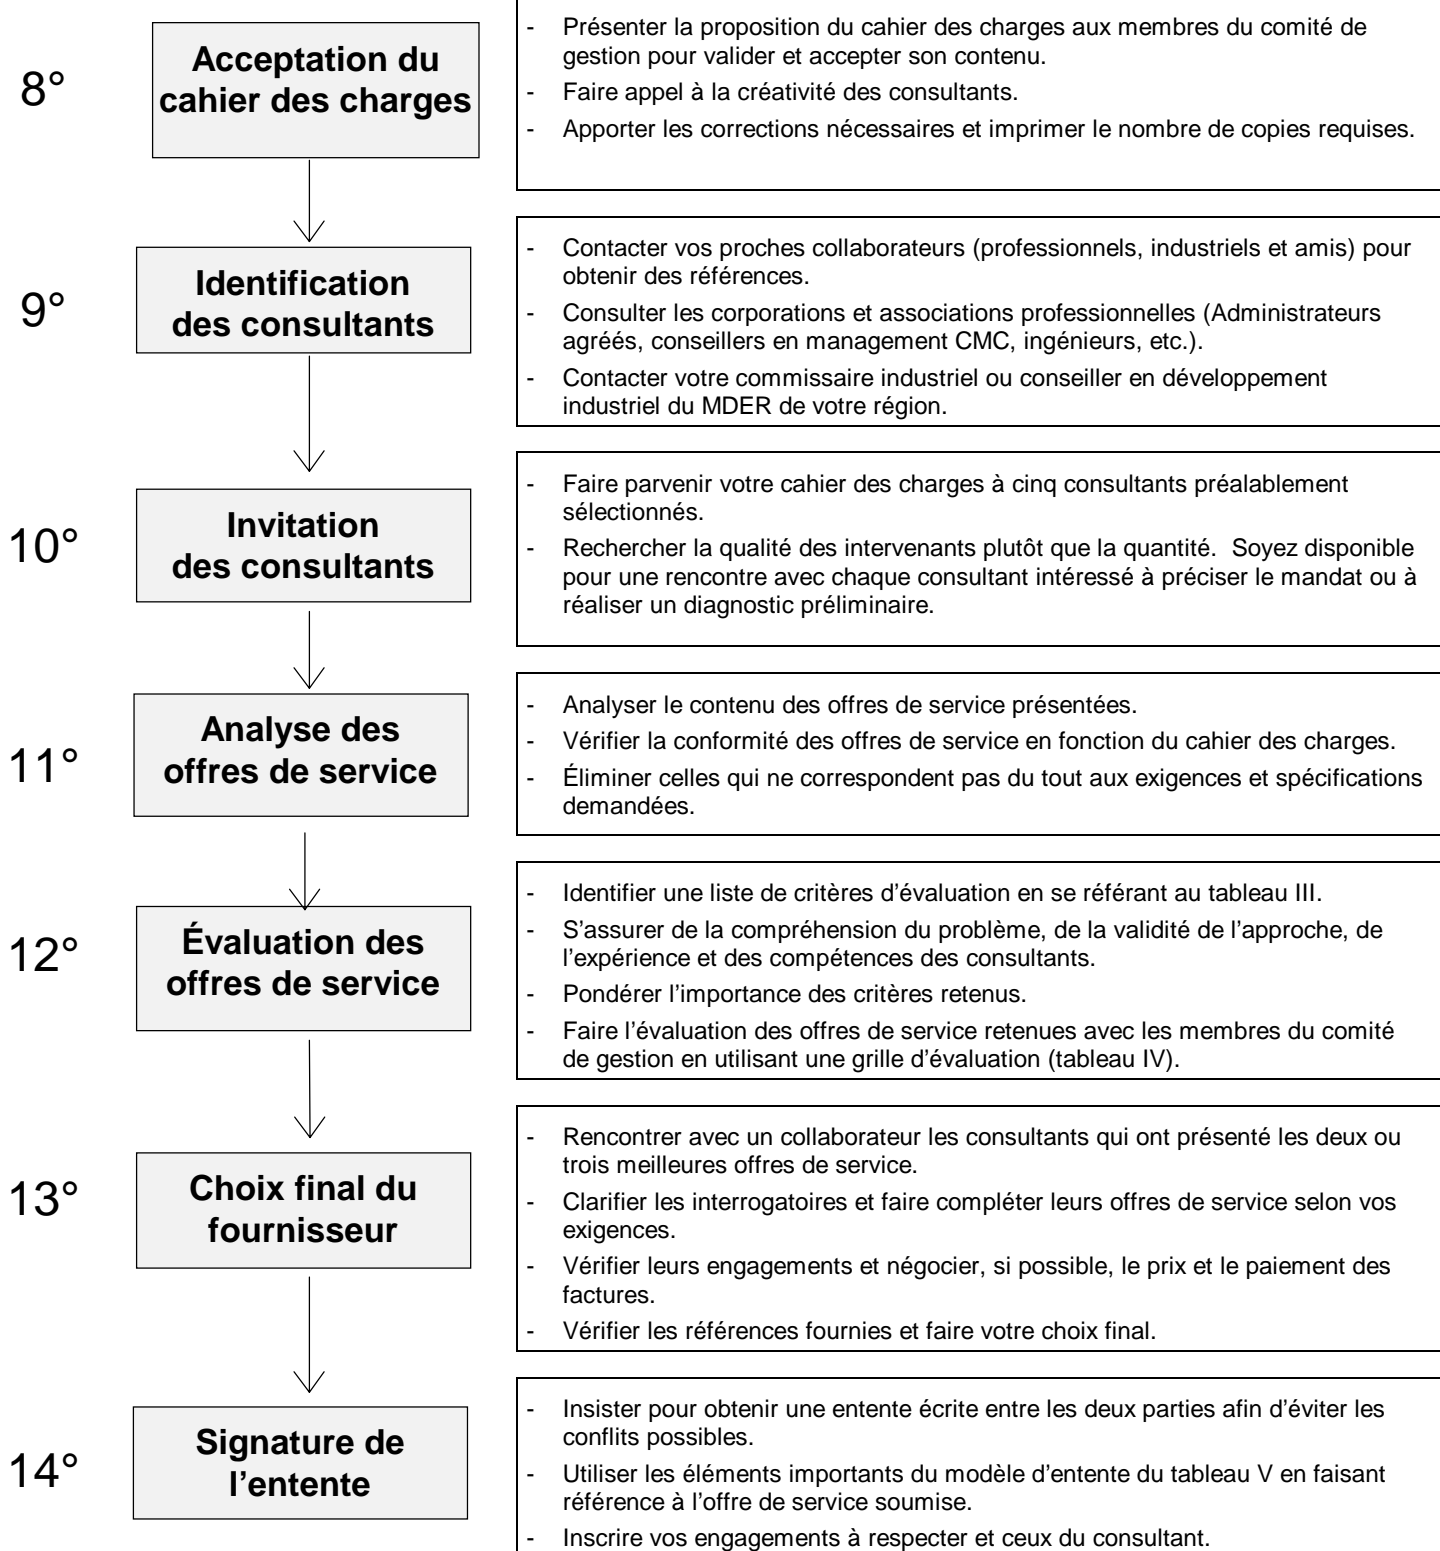 8°
Acceptation du
cahier des charges
- Présenter la proposition du cahier des charges aux membres du comité de
gestion pour valider et accepter son contenu.
- Faire appel à la créativité des consultants.
- Apporter les corrections nécessaires et imprimer le nombre de copies requises.
9°
Identification
des consultants
- Contacter vos proches collaborateurs (professionnels, industriels et amis) pour
obtenir des références.
- Consulter les corporations et associations professionnelles (Administrateurs
agréés, conseillers en management CMC, ingénieurs, etc.).
- Contacter votre commissaire industriel ou conseiller en développement
industriel du MDER de votre région.
10°
Invitation
des consultants
- Faire parvenir votre cahier des charges à cinq consultants préalablement
sélectionnés.
- Rechercher la qualité des intervenants plutôt que la quantité.  Soyez disponible
pour une rencontre avec chaque consultant intéressé à préciser le mandat ou à
réaliser un diagnostic préliminaire.
11°
Analyse des
offres de service
- Analyser le contenu des offres de service présentées.
- Vérifier la conformité des offres de service en fonction du cahier des charges.
- Éliminer celles qui ne correspondent pas du tout aux exigences et spécifications
demandées.
12°
Évaluation des
offres de service
- Identifier une liste de critères d’évaluation en se référant au tableau III.
- S’assurer de la compréhension du problème, de la validité de l’approche, de
l’expérience et des compétences des consultants.
- Pondérer l’importance des critères retenus.
- Faire l’évaluation des offres de service retenues avec les membres du comité
de gestion en utilisant une grille d’évaluation (tableau IV).
13°
Choix final du
fournisseur
- Rencontrer avec un collaborateur les consultants qui ont présenté les deux ou
trois meilleures offres de service.
- Clarifier les interrogatoires et faire compléter leurs offres de service selon vos
exigences.
- Vérifier leurs engagements et négocier, si possible, le prix et le paiement des
factures.
- Vérifier les références fournies et faire votre choix final.
14°
Signature de
l’entente
- Insister pour obtenir une entente écrite entre les deux parties afin d’éviter les
conflits possibles.
- Utiliser les éléments importants du modèle d’entente du tableau V en faisant
référence à l’offre de service soumise.
- Inscrire vos engagements à respecter et ceux du consultant.